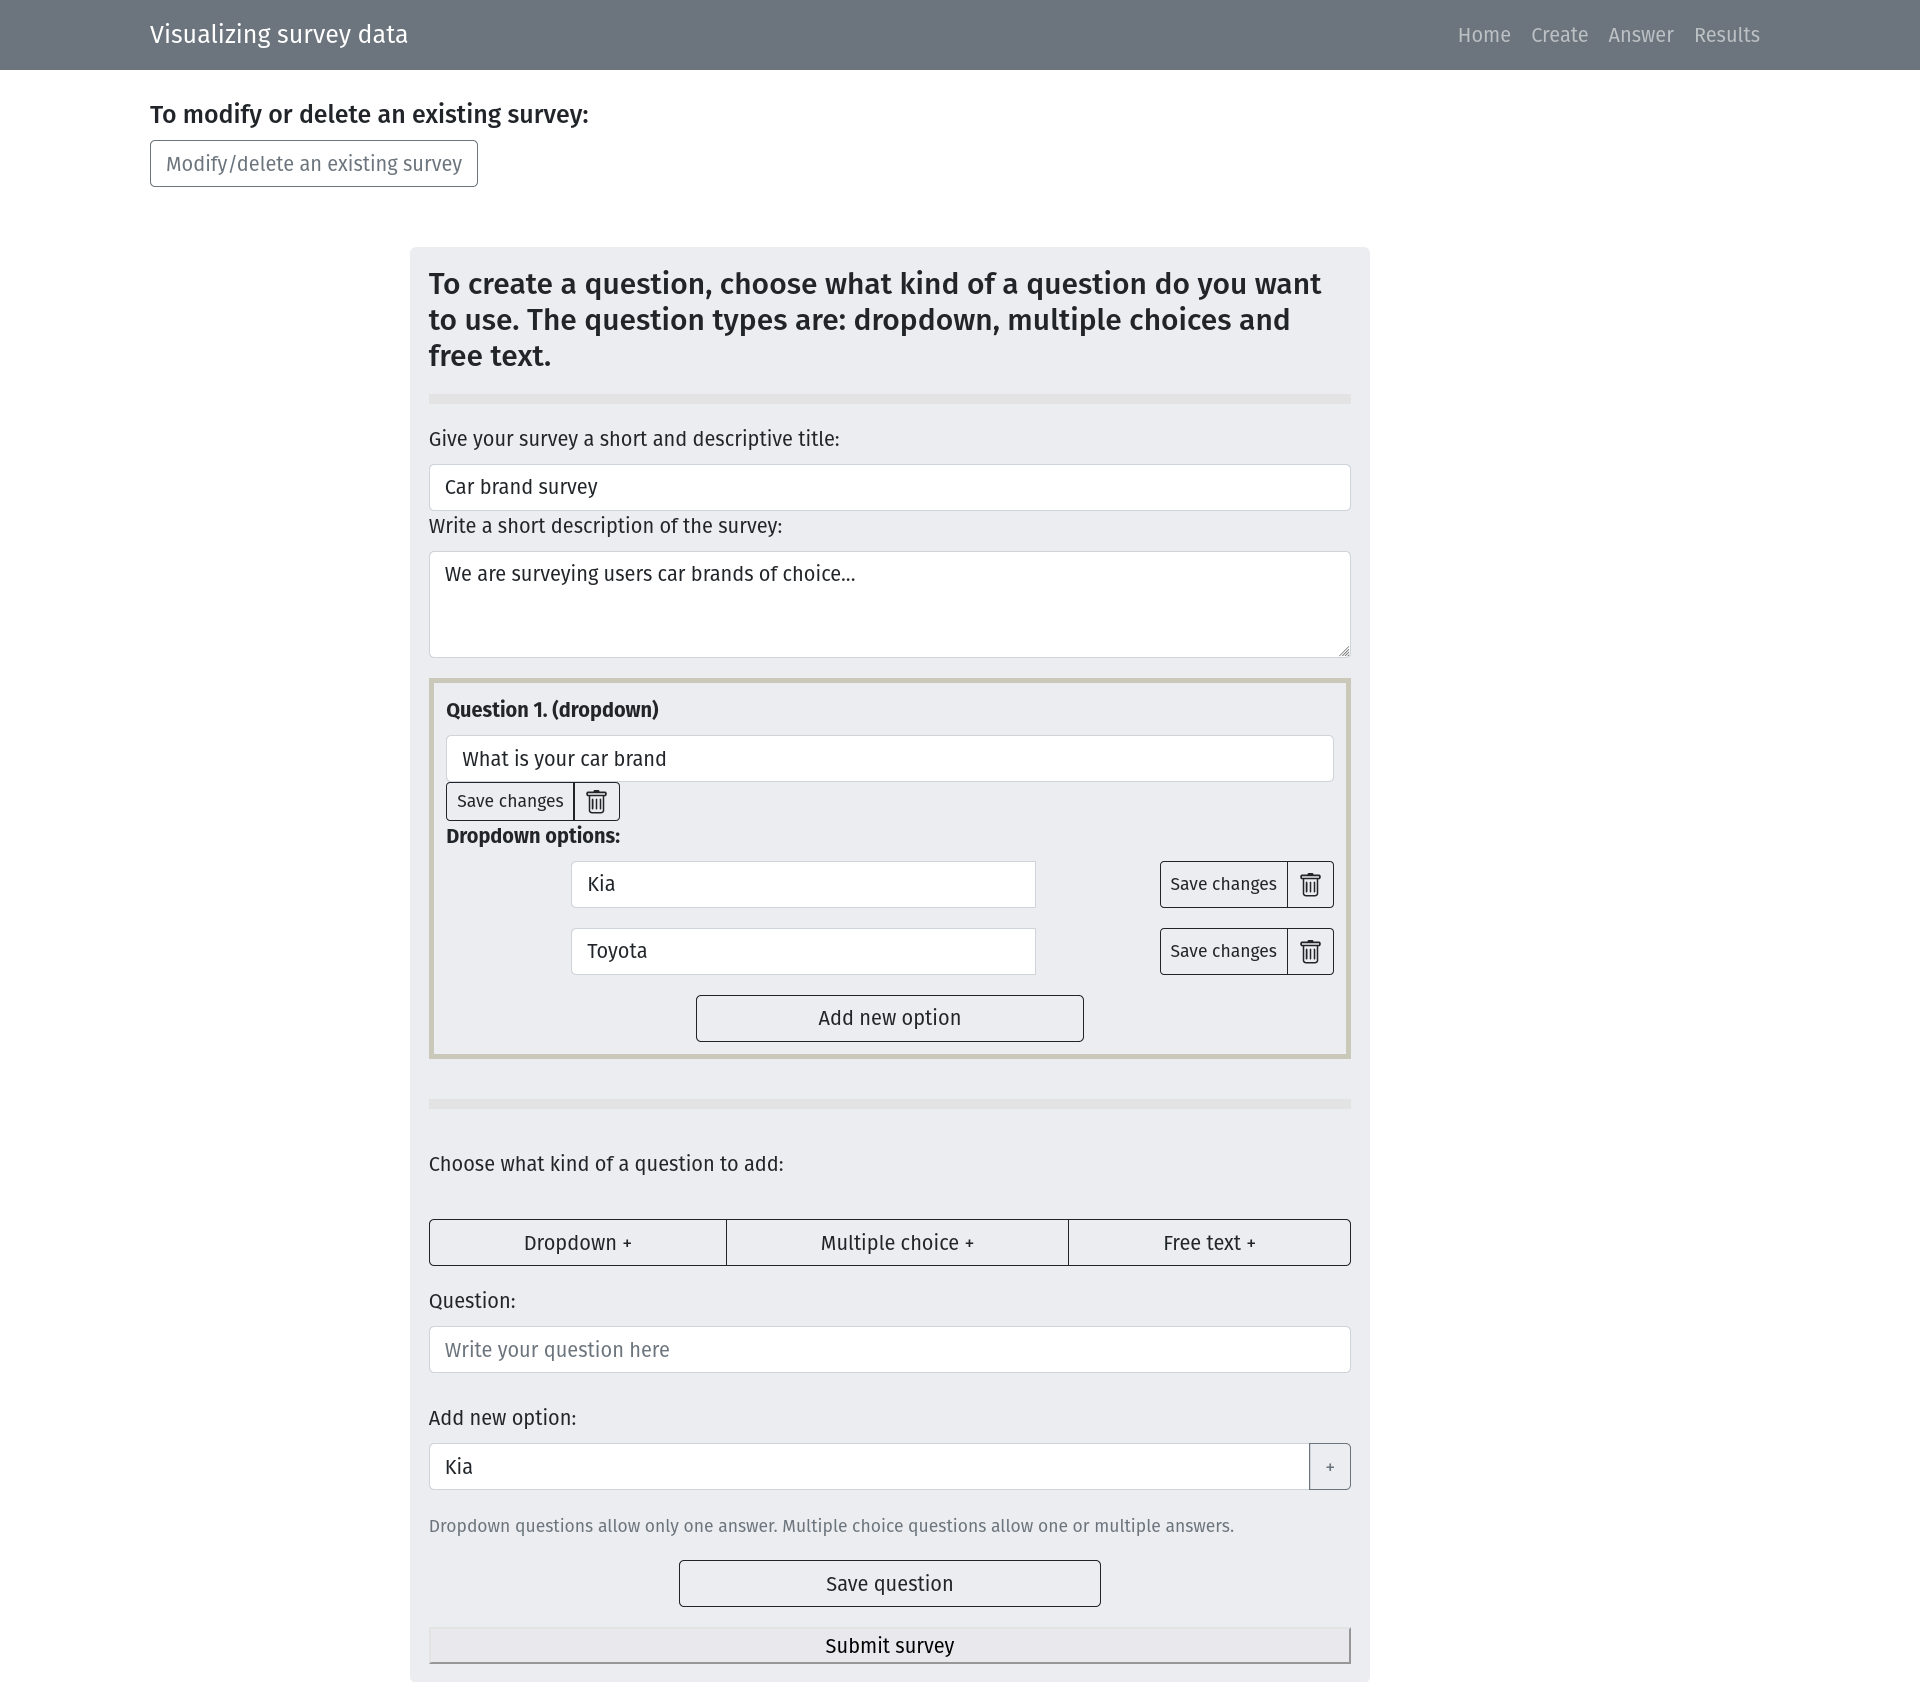 Visualizing survey data
Home Create Answer Results
To modify or delete an existing survey:
Modify/delete an existing survey
To create a question, choose what kind of a question do you want
to use. The question types are: dropdown, multiple choices and
free text.
Give your survey a short and descriptive title:
Car brand survey
Write a short description of the survey:
We are surveying users car brands of choice...
Question 1. (dropdown)
What is your car brand
Save changes
Dropdown options:
Kia Save changes
Toyota Save changes
Add new option
Choose what kind of a question to add:
Dropdown + Multiple choice + Free text +
Question:
Write your question here
Add new option:
Kia +
Dropdown questions allow only one answer. Multiple choice questions allow one or multiple answers.
Save question
Submit survey